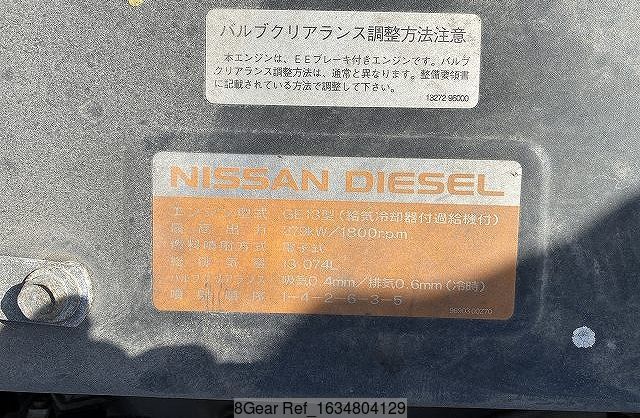 バルブクリアランス調整方法注意
本エンジンは、EEブレーキ付きエンジンです。バルブ
クリアランス調整方法は、通常と異なります。整備要領書
に記載されている方法で調整して下さい。
13272 96000
NISSAN DIESEL
エンジン型式 GE13型(給気冷却器付過給機付)
最高出力 279kW/1800rpm
燃料噴射方式 電子式
総排気量 13.074L
バルブクリアランス 吸気0.4mm/排気0.6mm(冷時)
噴射順序 1-4-2-6-3-5
96903 00Z70
8Gear Ref_1634804129